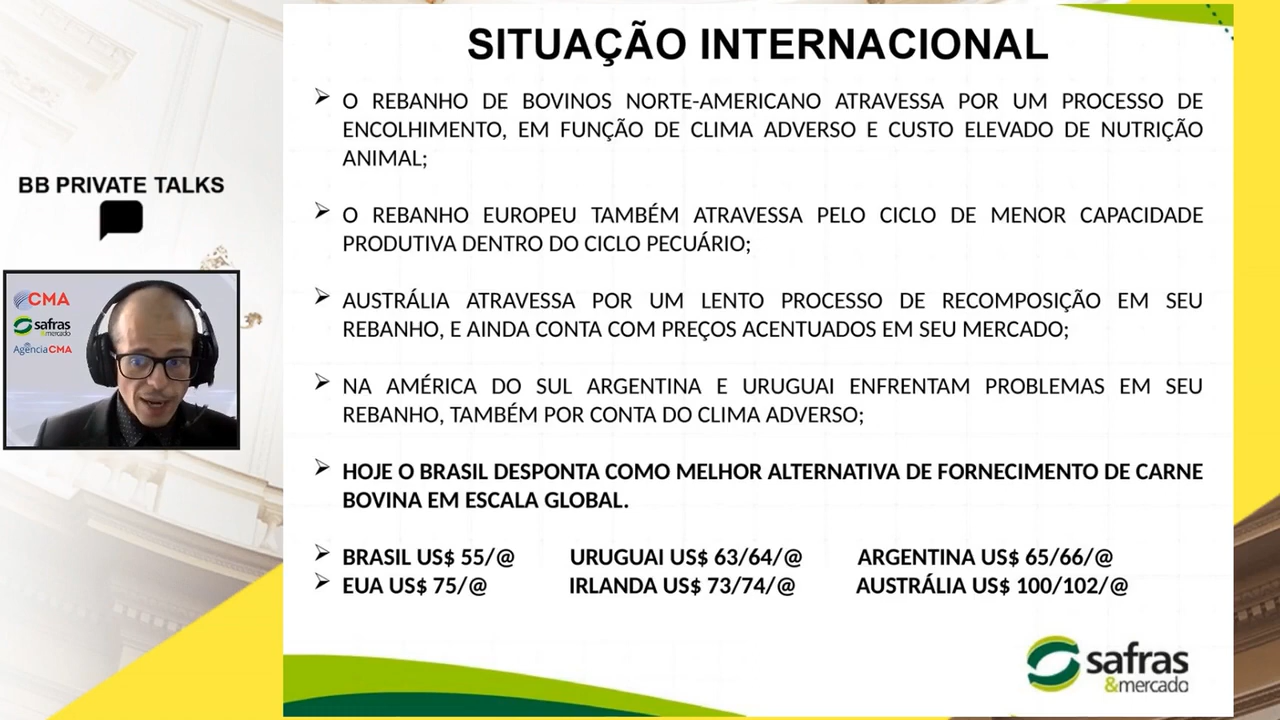 SITUAÇÃO INTERNACIONAL
O REBANHO DE BOVINOS NORTE-AMERICANO ATRAVESSA POR UM PROCESSO DE
ENCOLHIMENTO, EM FUNÇÃO DE CLIMA ADVERSO E CUSTO ELEVADO DE NUTRIÇÃO
ANIMAL;
O REBANHO EUROPEU TAMBÉM ATRAVESSA PELO CICLO DE MENOR CAPACIDADE
PRODUTIVA DENTRO DO CICLO PECUÁRIO;
AUSTRÁLIA ATRAVESSA POR UM LENTO PROCESSO DE RECOMPOSIÇÃO EM SEU
REBANHO, E AINDA CONTA COM PREÇOS ACENTUADOS EM SEU MERCADO;
NA AMÉRICA DO SUL ARGENTINA E URUGUAI ENFRENTAM PROBLEMAS EM SEU
REBANHO, TAMBÉM POR CONTA DO CLIMA ADVERSO;
HOJE O BRASIL DESPONTA COMO MELHOR ALTERNATIVA DE FORNECIMENTO DE CARNE
BOVINA EM ESCALA GLOBAL.
BRASIL US$ 55/@ URUGUAI US$ 63/64/@ ARGENTINA US$ 65/66/@
EUA US$ 75/@ IRLANDA US$ 73/74/@ AUSTRÁLIA US$ 100/102/@
safras
&mercado
BB PRIVATE TALKS
CMA
safras
&mercado
Agência CMA